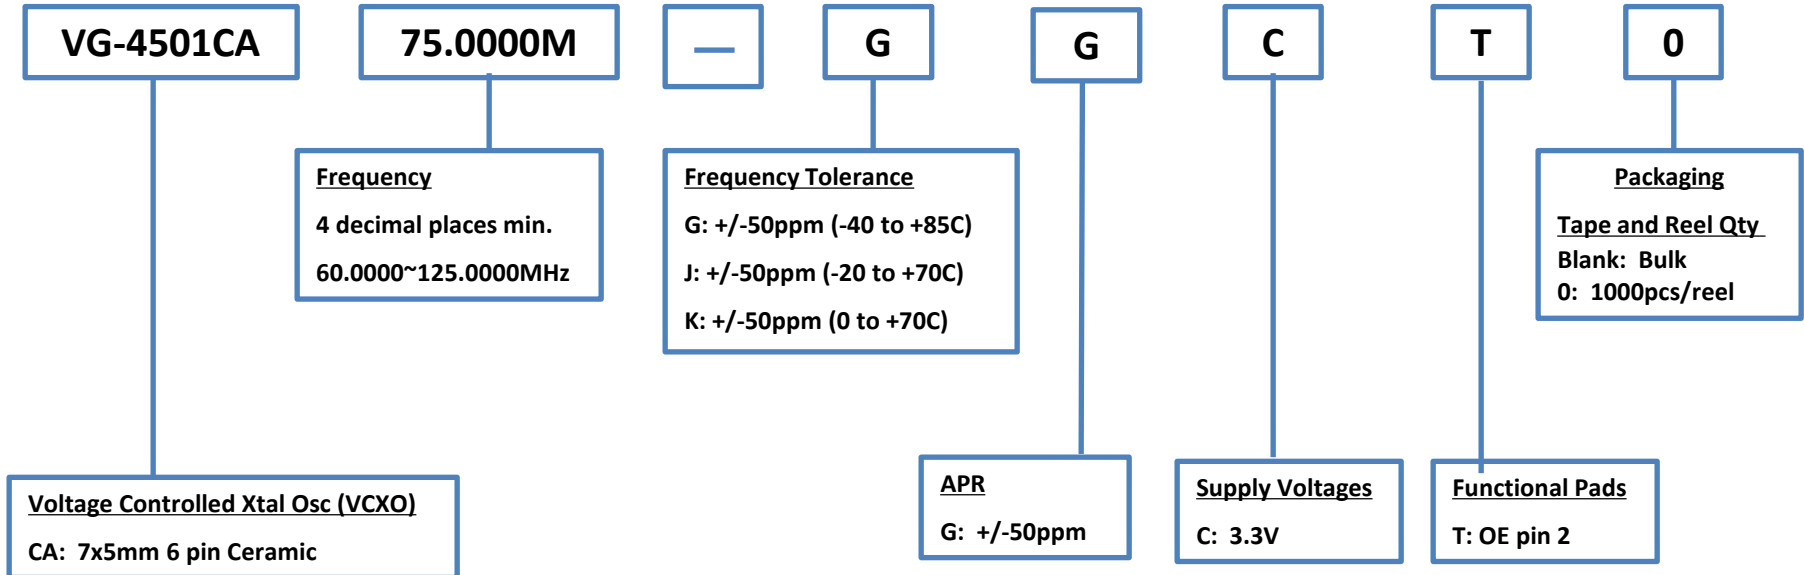 VG-4501CA 75.0000M — G G C T 0
Frequency
4 decimal places min.
60.0000~125.0000MHz
Frequency Tolerance
G: +/-50ppm (-40 to +85C)
J: +/-50ppm (-20 to +70C)
K: +/-50ppm (0 to +70C)
Packaging
Tape and Reel Qty
Blank: Bulk
0: 1000pcs/reel
Voltage Controlled Xtal Osc (VCXO)
CA: 7x5mm 6 pin Ceramic
APR
G: +/-50ppm
Supply Voltages
C: 3.3V
Functional Pads
T: OE pin 2